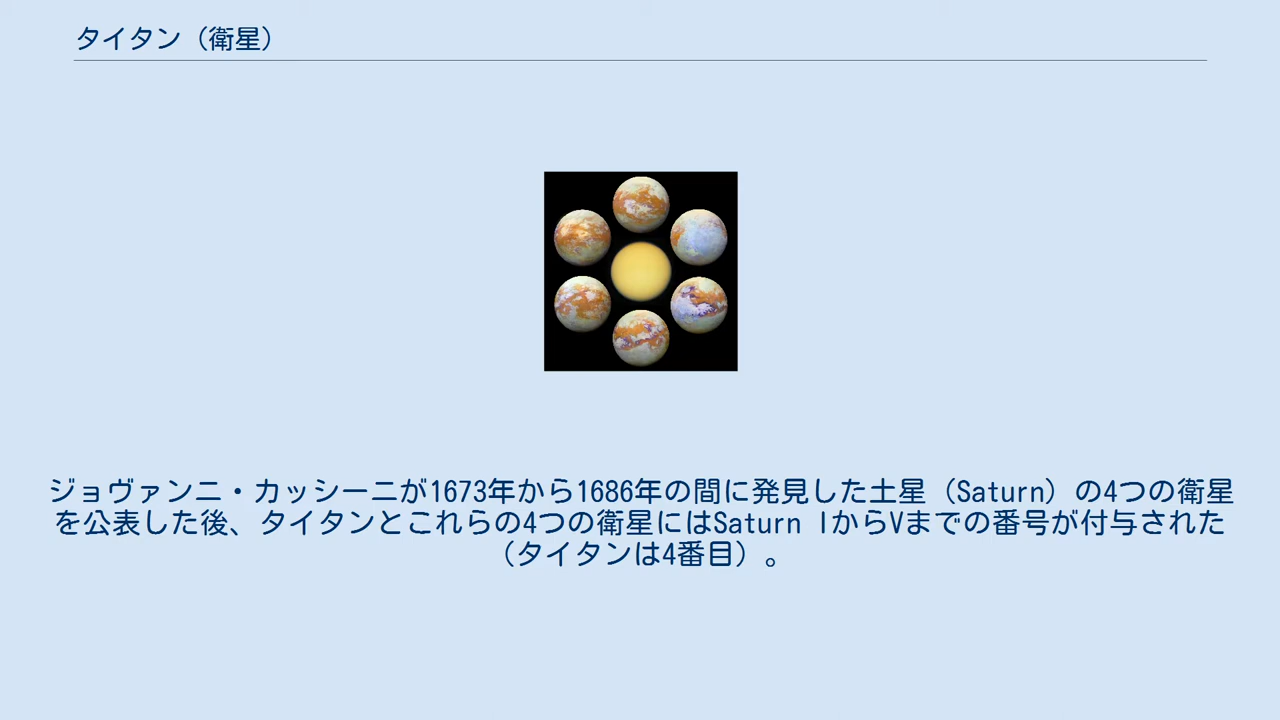 タイタン（衛星）
ジョヴァンニ・カッシーニが1673年から1686年の間に発見した土星（Saturn）の4つの衛星
を公表した後、タイタンとこれらの4つの衛星にはSaturn IからVまでの番号が付与された
（タイタンは4番目）。